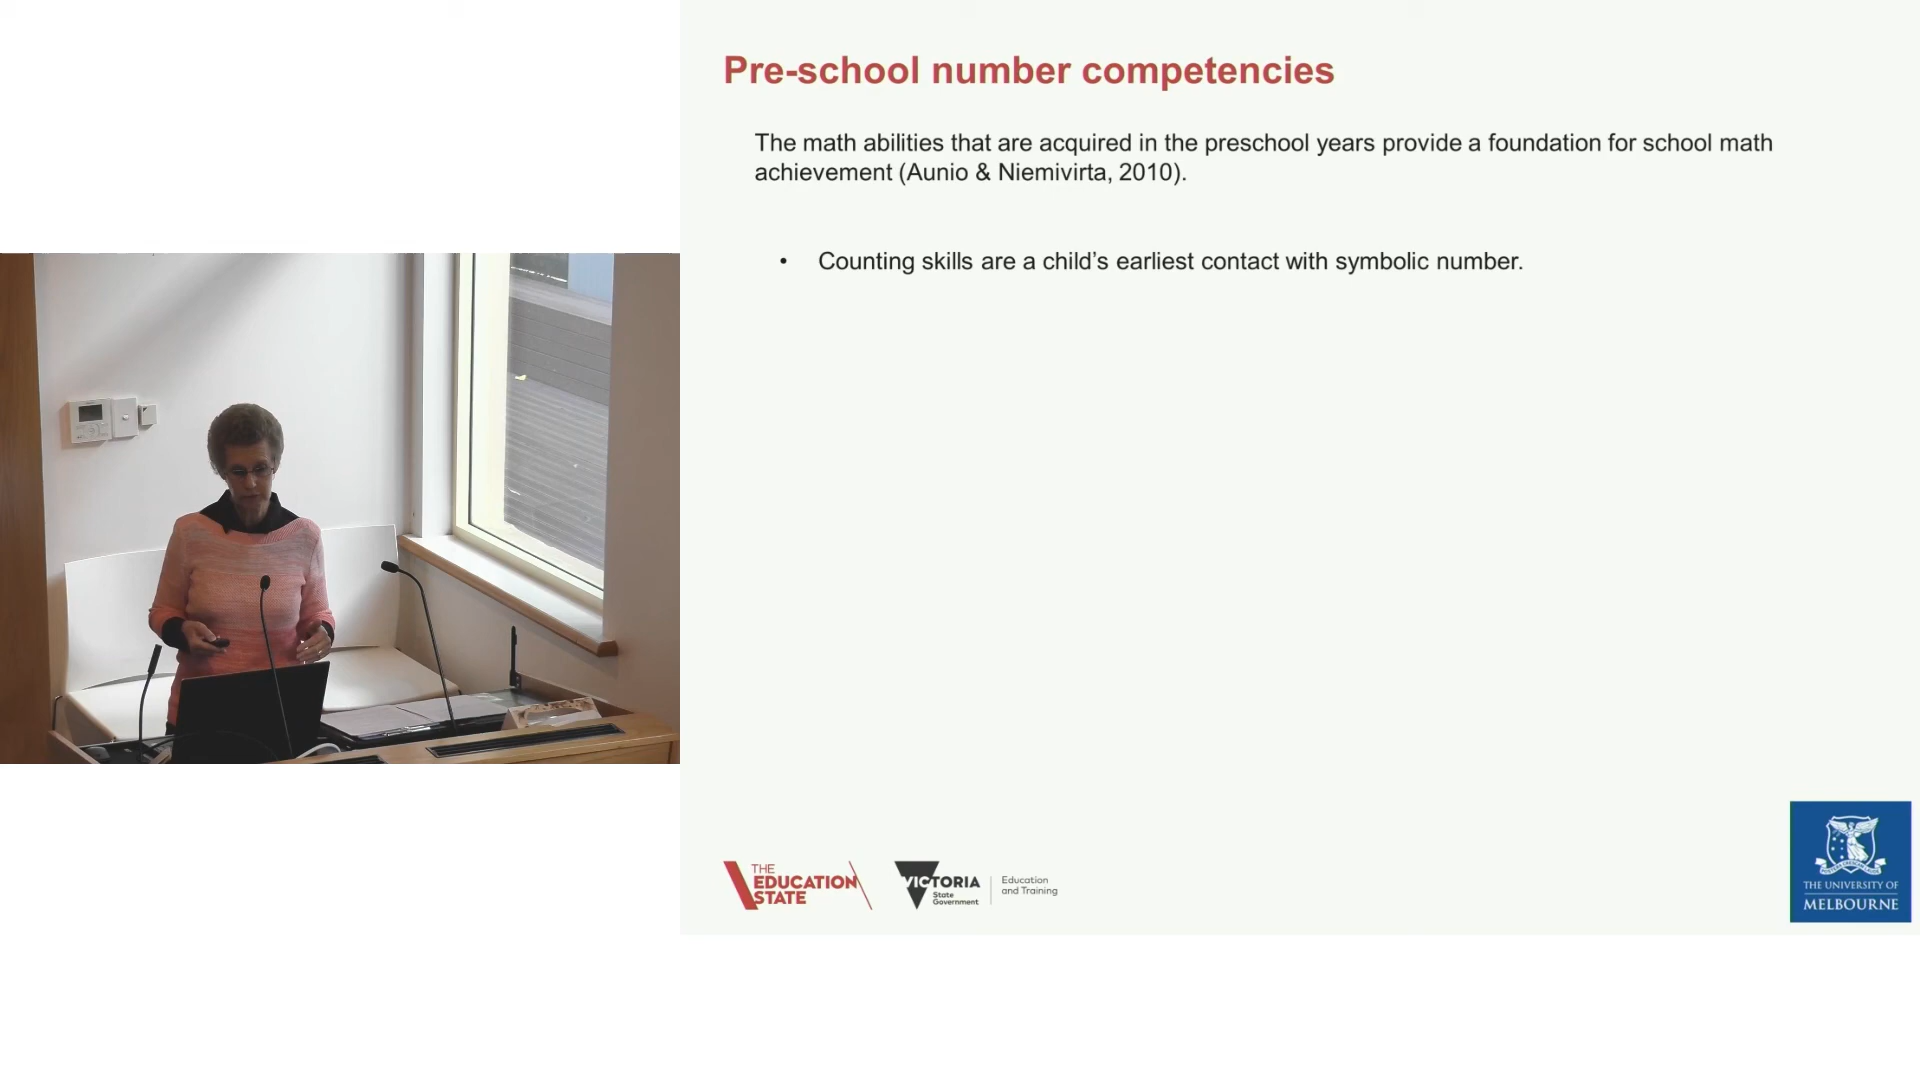 Pre-school number competencies
The math abilities that are acquired in the preschool years provide a foundation for school math
achievement (Aunio & Niemivirta, 2010).
• Counting skills are a child’s earliest contact with symbolic number.
THE
EDUCATION
STATE
VICTORIA
State
Government
Education
and Training
THE UNIVERSITY OF
MELBOURNE